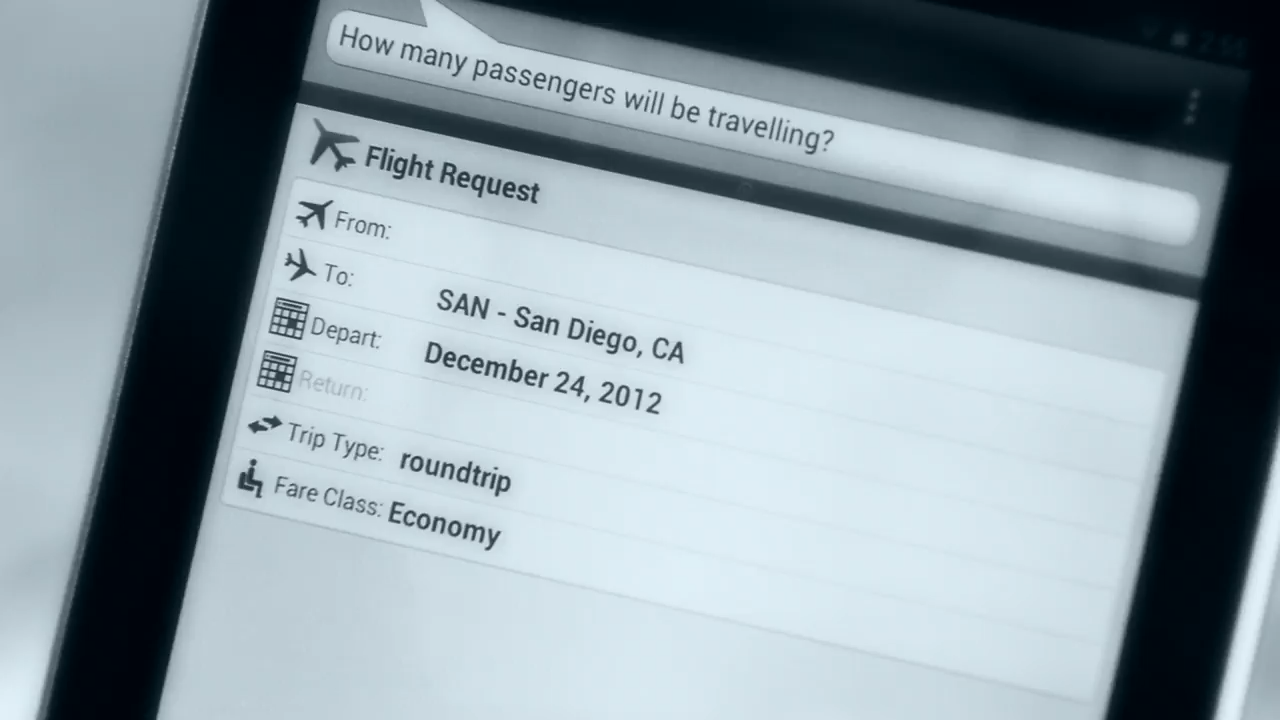 How many passengers will be travelling?
Flight Request
From:
To: SAN - San Diego, CA
Depart: December 24, 2012
Return:
Trip Type: roundtrip
Fare Class: Economy